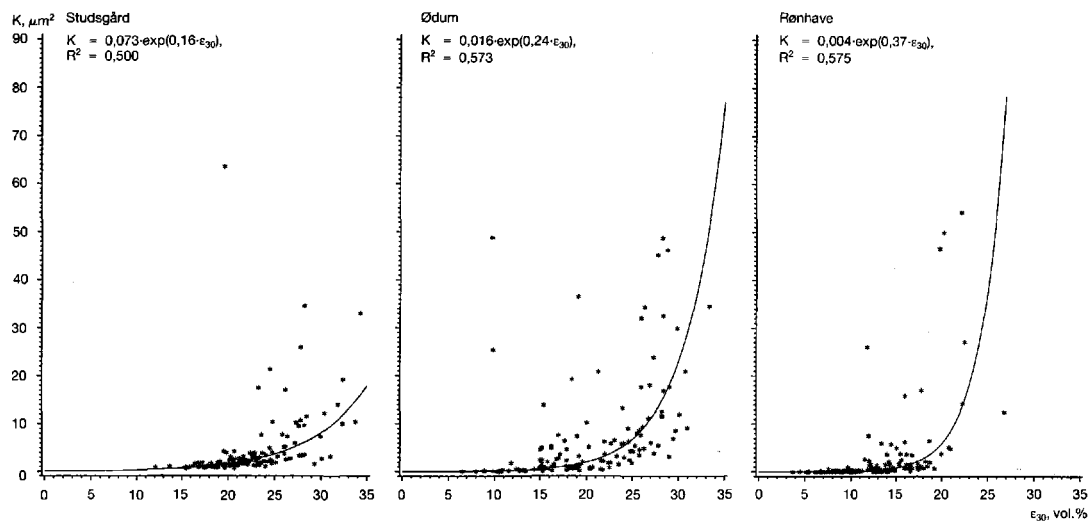 K, μm² Studsgård
K = 0,073·exp(0,16·ε₃₀),
R² = 0,500
Ødum
K = 0,016·exp(0,24·ε₃₀),
R² = 0,573
Rønhave
K = 0,004·exp(0,37·ε₃₀),
R² = 0,575
90
80
70
60
50
40
30
20
10
0
0 5 10 15 20 25 30 35
0 5 10 15 20 25 30 35
0 5 10 15 20 25 30 35
ε₃₀, vol.%